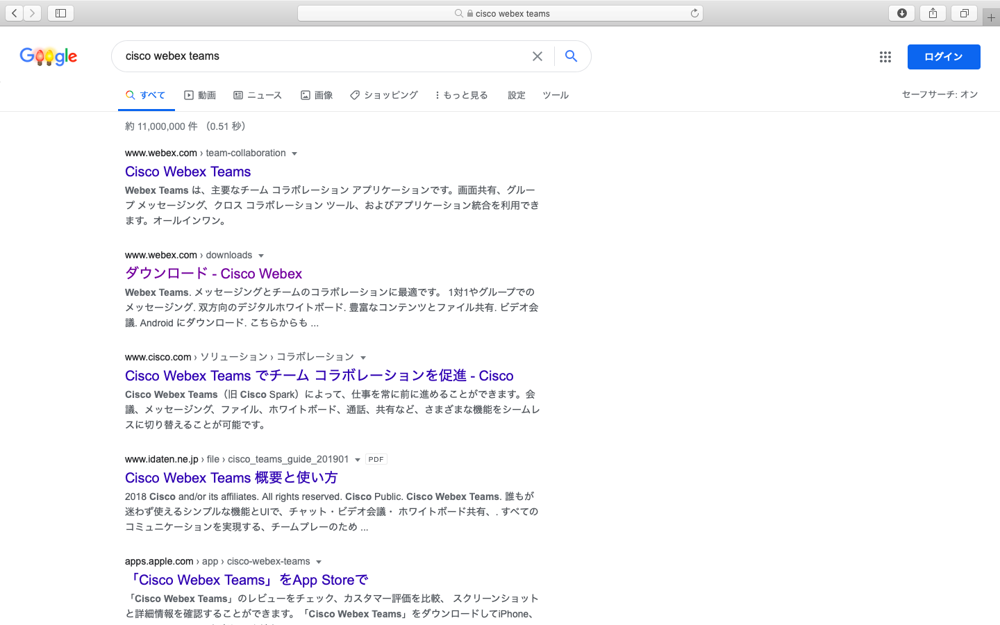 cisco webex teams
Google
cisco webex teams
ログイン
すべて 動画 ニュース 画像 ショッピング もっと見る 設定 ツール
セーフサーチ: オン
約 11,000,000 件 （0.51 秒）
www.webex.com › team-collaboration
Cisco Webex Teams
Webex Teams は、主要なチーム コラボレーション アプリケーションです。画面共有、グルー
プ メッセージング、クロス コラボレーション ツール、およびアプリケーション統合を利用でき
ます。オールインワン。
www.webex.com › downloads
ダウンロード - Cisco Webex
Webex Teams. メッセージングとチームのコラボレーションに最適です。 1対1やグループでの
メッセージング. 双方向のデジタルホワイトボード. 豊富なコンテンツとファイル共有. ビデオ会
議. Android にダウンロード. こちらからも ...
www.cisco.com › ソリューション › コラボレーション
Cisco Webex Teams でチーム コラボレーションを促進 - Cisco
Cisco Webex Teams（旧 Cisco Spark）によって、仕事を常に前に進めることができます。会
議、メッセージング、ファイル、ホワイトボード、通話、共有など、さまざまな機能をシームレ
スに切り替えることが可能です。
www.idaten.ne.jp › file › cisco_teams_guide_201901 PDF
Cisco Webex Teams 概要と使い方
2018 Cisco and/or its affiliates. All rights reserved. Cisco Public. Cisco Webex Teams. 誰もが
迷わず使えるシンプルな機能とUIで、チャット・ビデオ会議・ ホワイトボード共有、. すべての
コミュニケーションを実現する、チームプレーのため ...
apps.apple.com › app › cisco-webex-teams
「Cisco Webex Teams」をApp Storeで
「Cisco Webex Teams」のレビューをチェック、カスタマー評価を比較、 スクリーンショット
と詳細情報を確認することができます。「Cisco Webex Teams」をダウンロードしてiPhone、